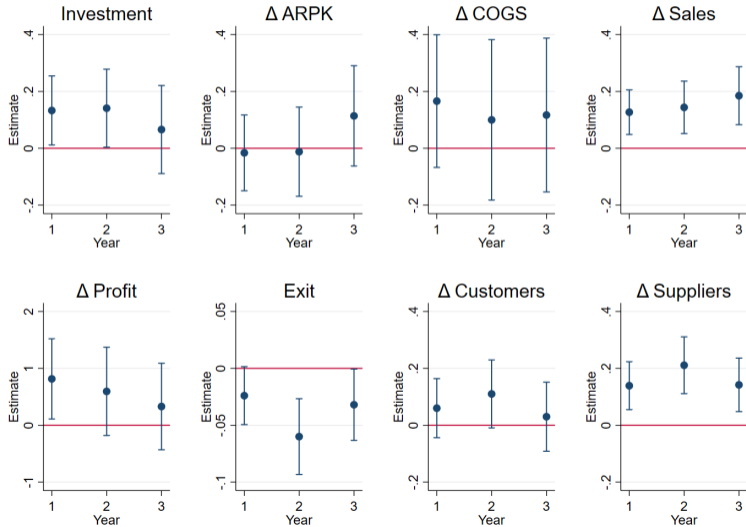 Investment
Estimate
.4
.2
0
-.2
1 2 3
Year
Δ ARPK
Estimate
.4
.2
0
-.2
1 2 3
Year
Δ COGS
Estimate
.4
.2
0
-.2
1 2 3
Year
Δ Sales
Estimate
.4
.2
0
-.2
1 2 3
Year
Δ Profit
Estimate
2
1
0
-1
1 2 3
Year
Exit
Estimate
.05
0
-.05
-.1
1 2 3
Year
Δ Customers
Estimate
.4
.2
0
-.2
1 2 3
Year
Δ Suppliers
Estimate
.4
.2
0
-.2
1 2 3
Year